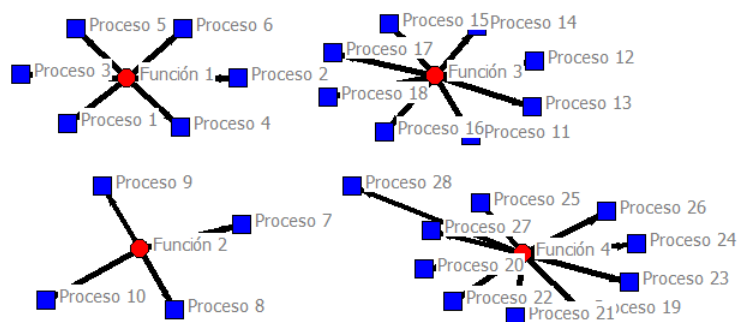 Proceso 5
Proceso 6
Proceso 3
Función 1
Proceso 2
Proceso 1
Proceso 4
Proceso 15
Proceso 14
Proceso 17
Proceso 12
Función 3
Proceso 18
Proceso 13
Proceso 16
Proceso 11
Proceso 9
Proceso 7
Función 2
Proceso 10
Proceso 8
Proceso 28
Proceso 25
Proceso 26
Proceso 27
Función 4
Proceso 24
Proceso 20
Proceso 23
Proceso 22
Proceso 19
Proceso 21